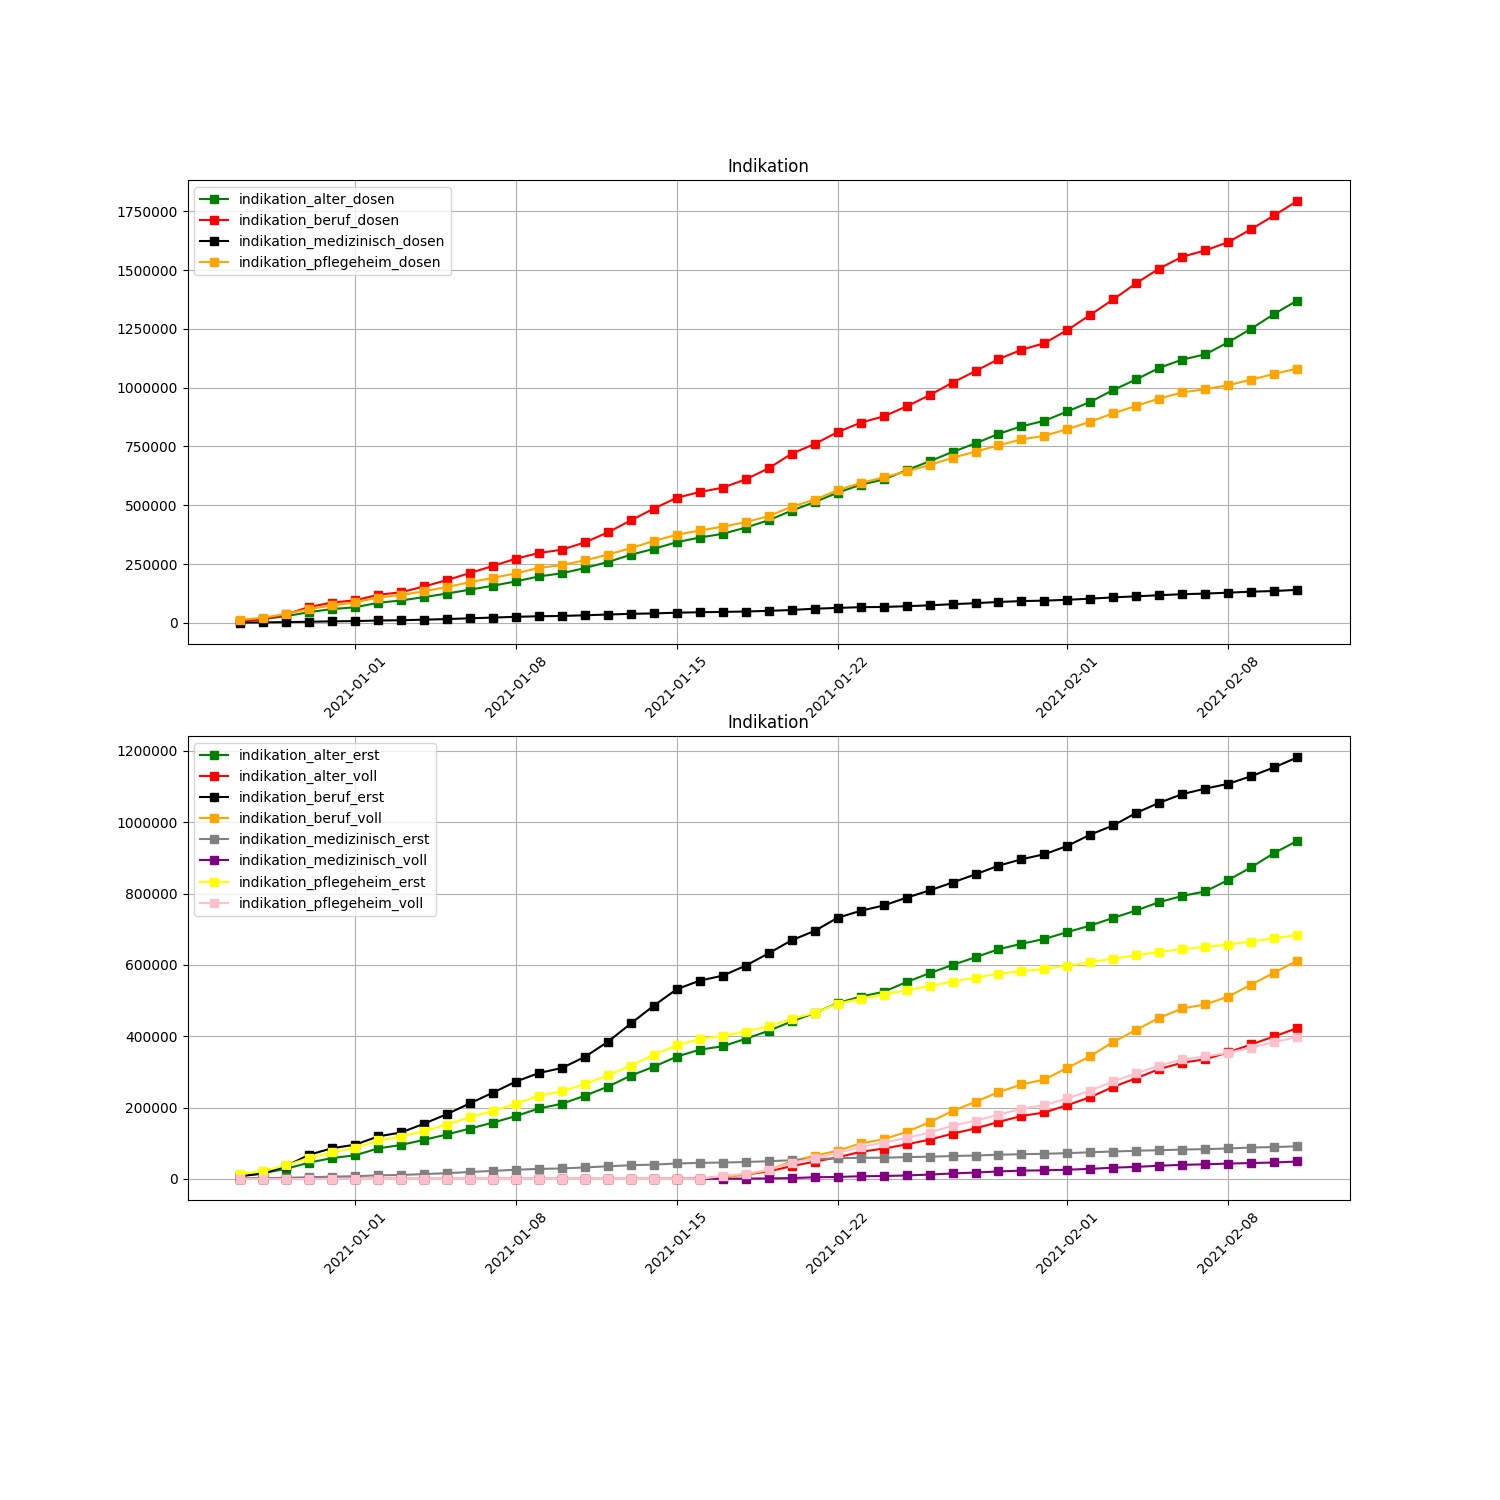 Indikation
indikation_alter_dosen
indikation_beruf_dosen
indikation_medizinisch_dosen
indikation_pflegeheim_dosen
1750000
1500000
1250000
1000000
750000
500000
250000
0
2021-01-01
2021-01-08
2021-01-15
2021-01-22
2021-02-01
2021-02-08
Indikation
indikation_alter_erst
indikation_alter_voll
indikation_beruf_erst
indikation_beruf_voll
indikation_medizinisch_erst
indikation_medizinisch_voll
indikation_pflegeheim_erst
indikation_pflegeheim_voll
1200000
1000000
800000
600000
400000
200000
0
2021-01-01
2021-01-08
2021-01-15
2021-01-22
2021-02-01
2021-02-08